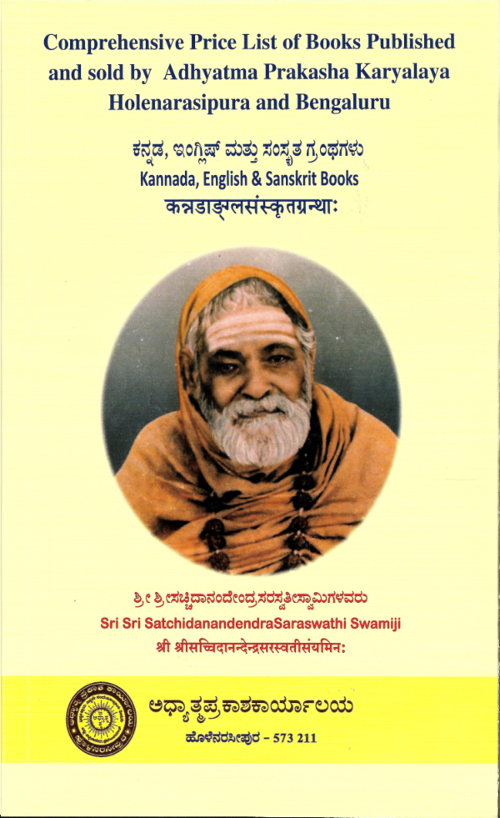 Comprehensive Price List of Books Published
and sold by Adhyatma Prakasha Karyalaya
Holenarasipura and Bengaluru
ಕನ್ನಡ, ಇಂಗ್ಲಿಷ್ ಮತ್ತು ಸಂಸ್ಕೃತ ಗ್ರಂಥಗಳು
Kannada, English & Sanskrit Books
कन्नडाङ्ग्लसंस्कृतग्रन्थाः
ಶ್ರೀ ಶ್ರೀಸಚ್ಚಿದಾನಂದೇಂದ್ರಸರಸ್ವತೀಸ್ವಾಮಿಗಳವರು
Sri Sri SatchidanandendraSaraswathi Swamiji
श्री श्रीसच्चिदानन्देन्द्रसरस्वतीसंयमिनः
ಅಧ್ಯಾತ್ಮಪ್ರಕಾಶಕಾರ್ಯಾಲಯ
ಹೊಳೆನರಸೀಪುರ – 573 211